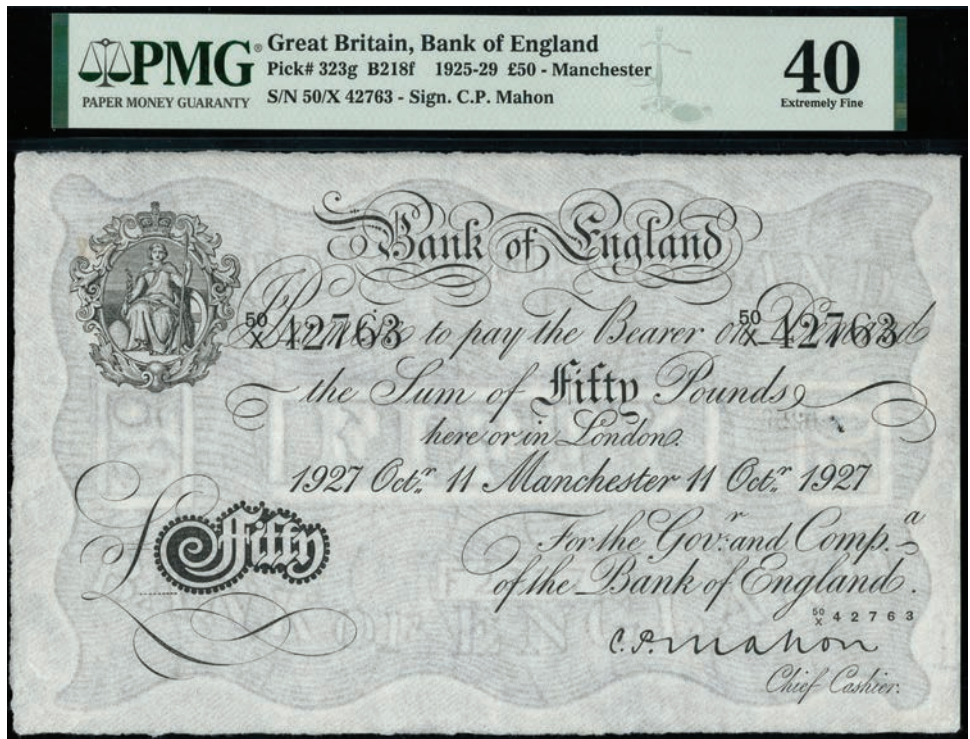 PMG
PAPER MONEY GUARANTY
Great Britain, Bank of England
Pick# 323g B218f 1925-29 £50 - Manchester
S/N 50/X 42763 - Sign. C.P. Mahon
40
Extremely Fine
Bank of England
50/X 42763 50/X 42763
I Promise to pay the Bearer on Demand
the Sum of Fifty Pounds
here or in London.
1927 Octr. 11 Manchester 11 Octr. 1927
£ Fifty
For the Govr. and Compa.
of the Bank of England.
50/X 42763
C.P. Mahon
Chief Cashier.